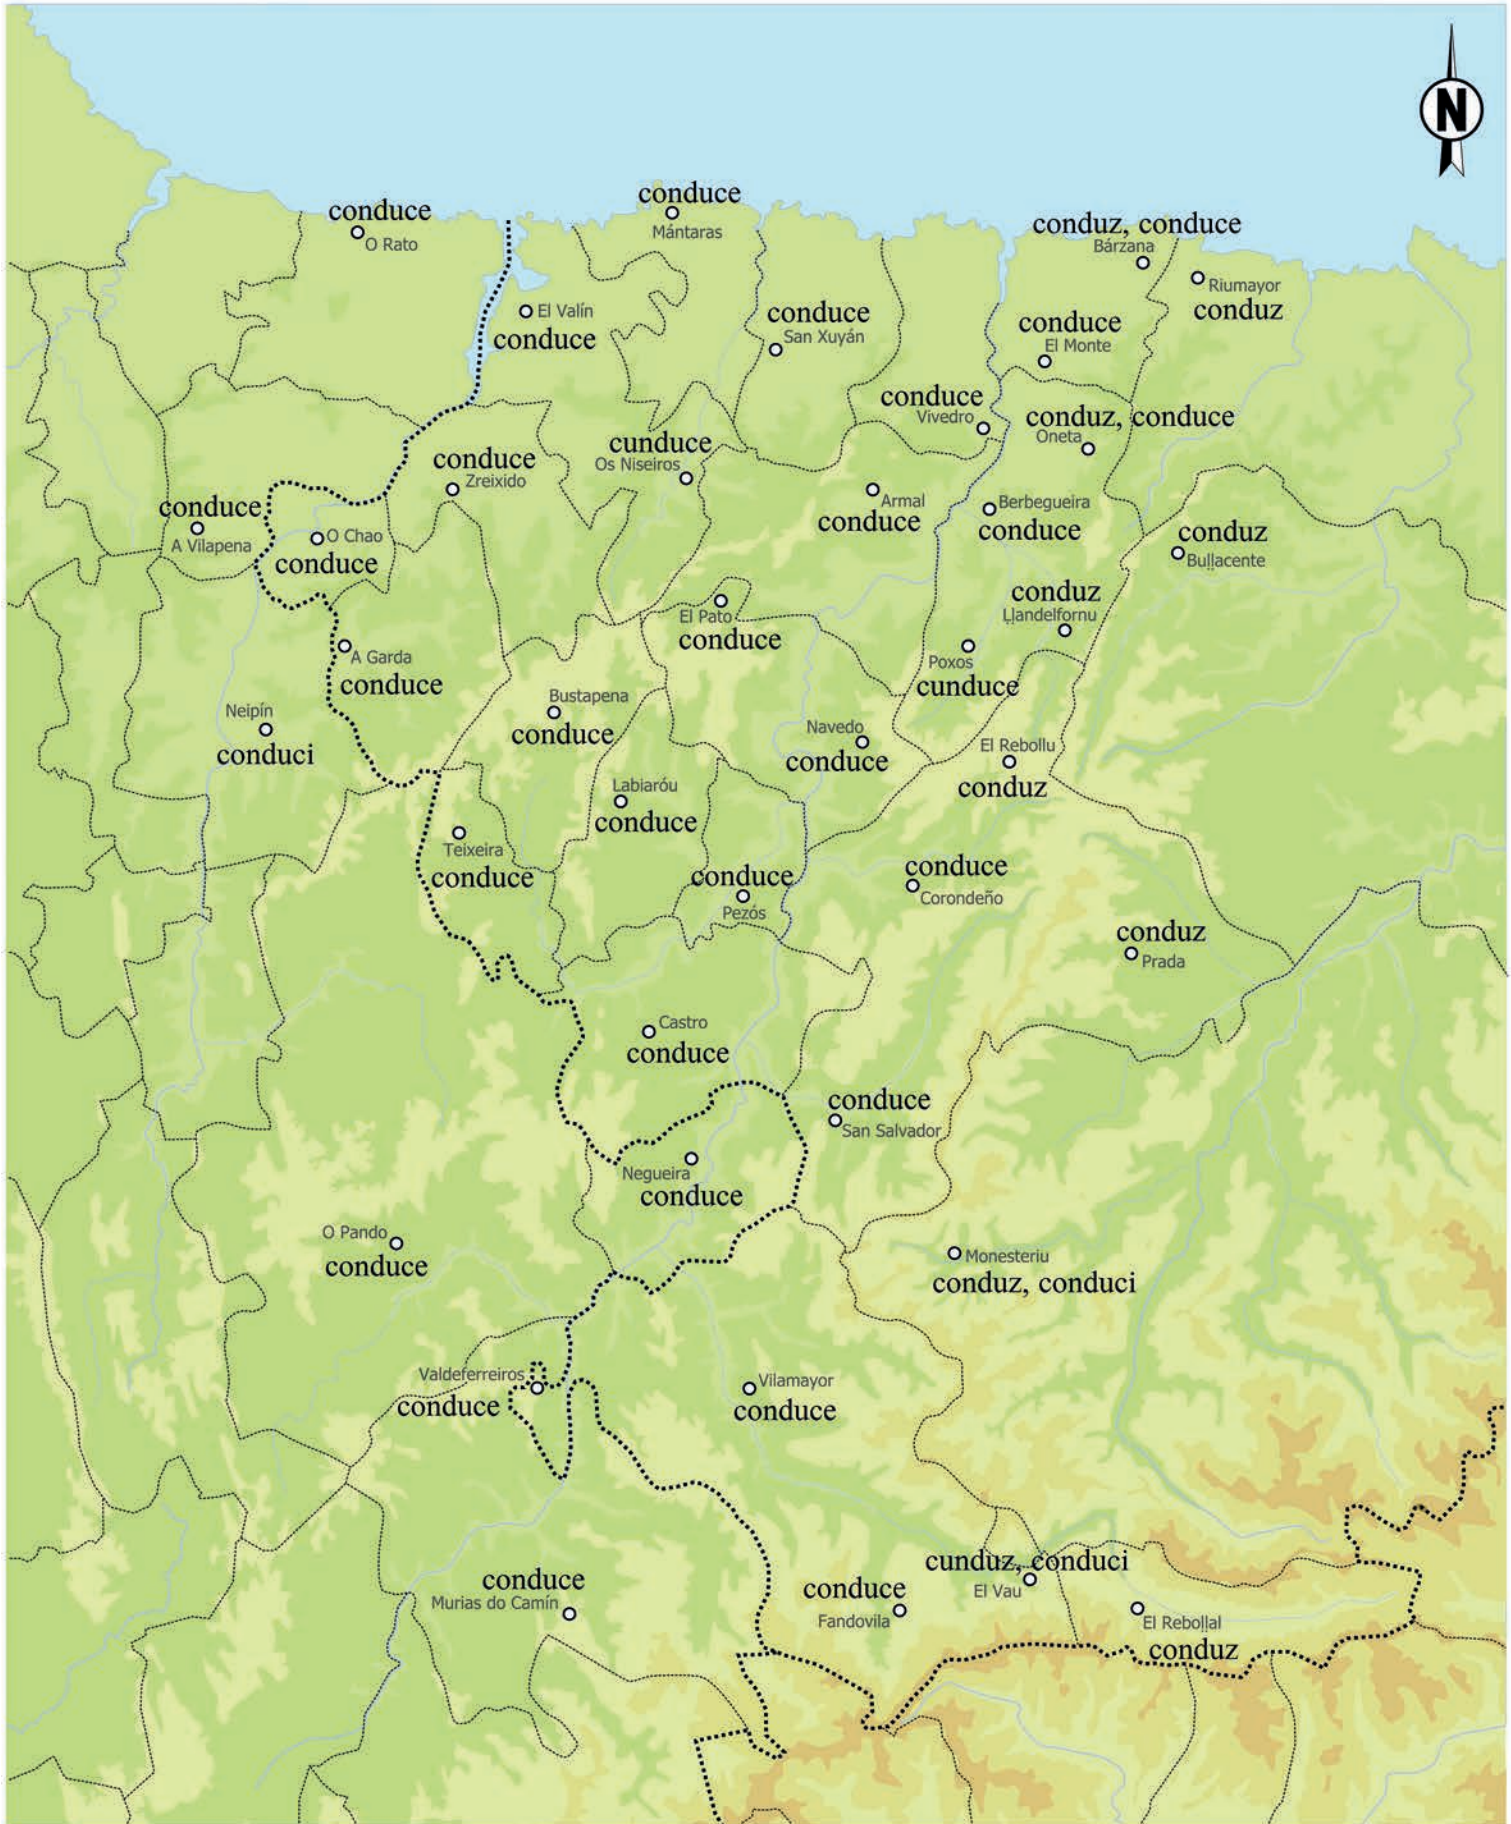 N
conduce
Mántaras
conduce
O Rato
conduz, conduce
Bárzana
Riumayor
conduz
El Valín
conduce
conduce
San Xuyán
conduce
El Monte
conduce
Vivedro
conduz, conduce
Oneta
cunduce
Os Niseiros
conduce
Zreixido
conduce
A Vilapena
O Chao
conduce
Armal
conduce
Berbegueira
conduce
conduz
Buḷḷacente
conduz
Ḷḷandelfornu
El Pato
conduce
A Garda
conduce
Poxos
cunduce
Bustapena
conduce
Neipín
conduci
Navedo
conduce
El Rebollu
conduz
Labiaróu
conduce
Teixeira
conduce
conduce
Pezós
conduce
Corondeño
conduz
Prada
Castro
conduce
conduce
San Salvador
Negueira
conduce
O Pando
conduce
Monesteriu
conduz, conduci
Valdeferreiros
conduce
Vilamayor
conduce
cunduz, conduci
El Vau
conduce
Murias do Camín
conduce
Fandovila
El Reboḷḷal
conduz